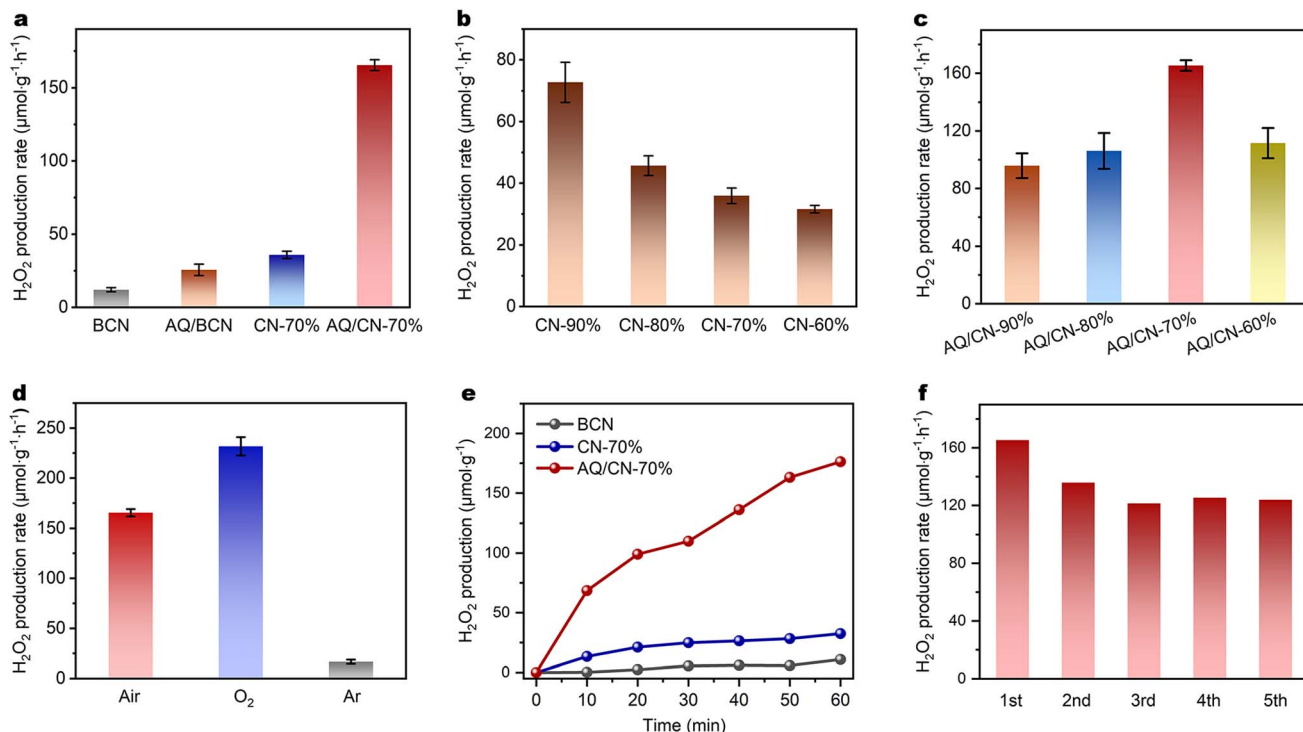 a
H₂O₂ production rate (μmol·g⁻¹·h⁻¹)
150
100
50
0
BCN
AQ/BCN
CN-70%
AQ/CN-70%
b
H₂O₂ production rate (μmol·g⁻¹·h⁻¹)
80
60
40
20
0
CN-90%
CN-80%
CN-70%
CN-60%
c
H₂O₂ production rate (μmol·g⁻¹·h⁻¹)
160
120
80
40
0
AQ/CN-90%
AQ/CN-80%
AQ/CN-70%
AQ/CN-60%
d
H₂O₂ production rate (μmol·g⁻¹·h⁻¹)
250
200
150
100
50
0
Air
O₂
Ar
e
H₂O₂ production (μmol·g⁻¹)
200
150
100
50
0
BCN
CN-70%
AQ/CN-70%
0
10
20
30
40
50
60
Time (min)
f
H₂O₂ production rate (μmol·g⁻¹·h⁻¹)
160
120
80
40
0
1st
2nd
3rd
4th
5th